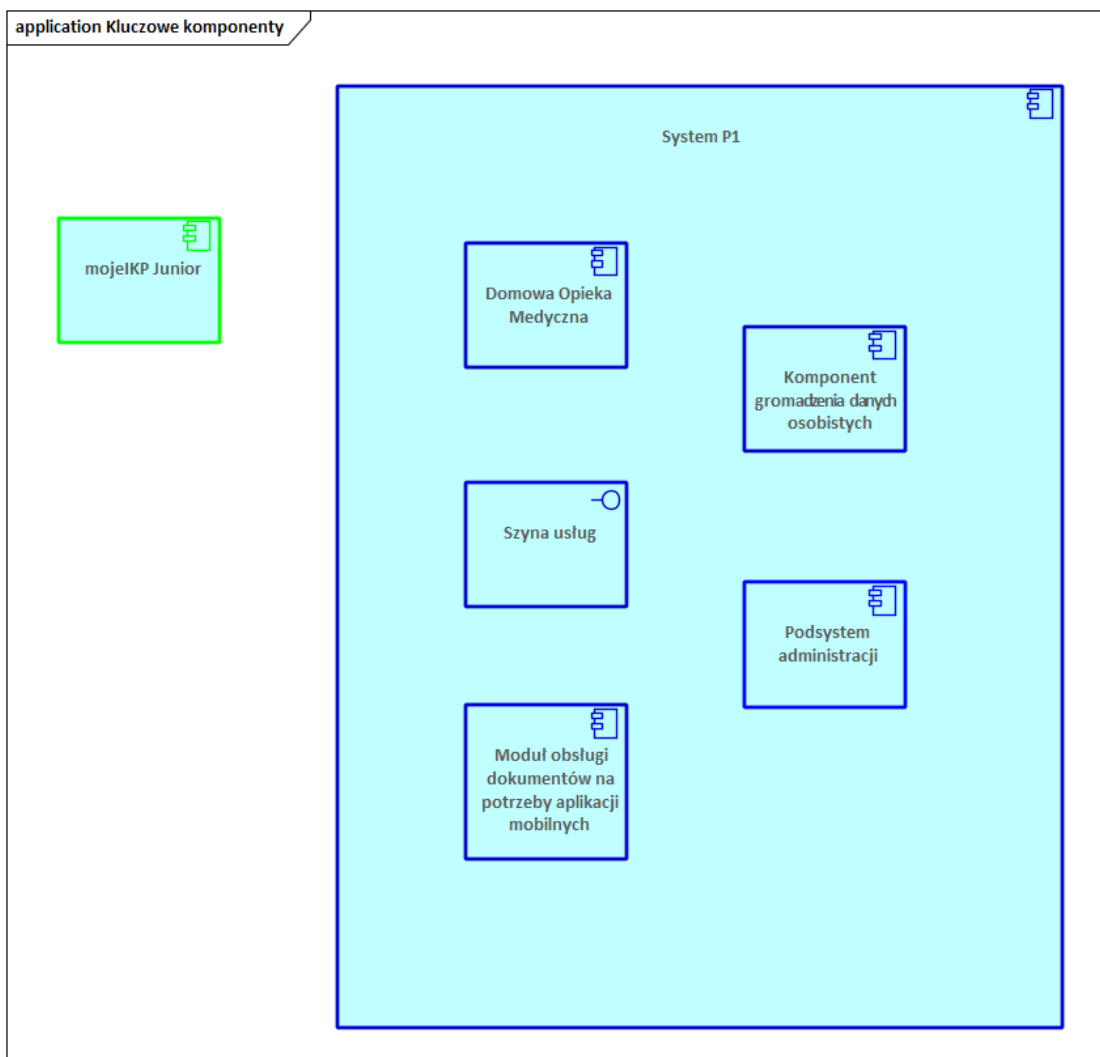 application Kluczowe komponenty
System P1
mojeIKP Junior
Domowa Opieka
Medyczna
Komponent
gromadzenia danych
osobistych
Szyna usług
Podsystem
administracji
Moduł obsługi
dokumentów na
potrzeby aplikacji
mobilnych